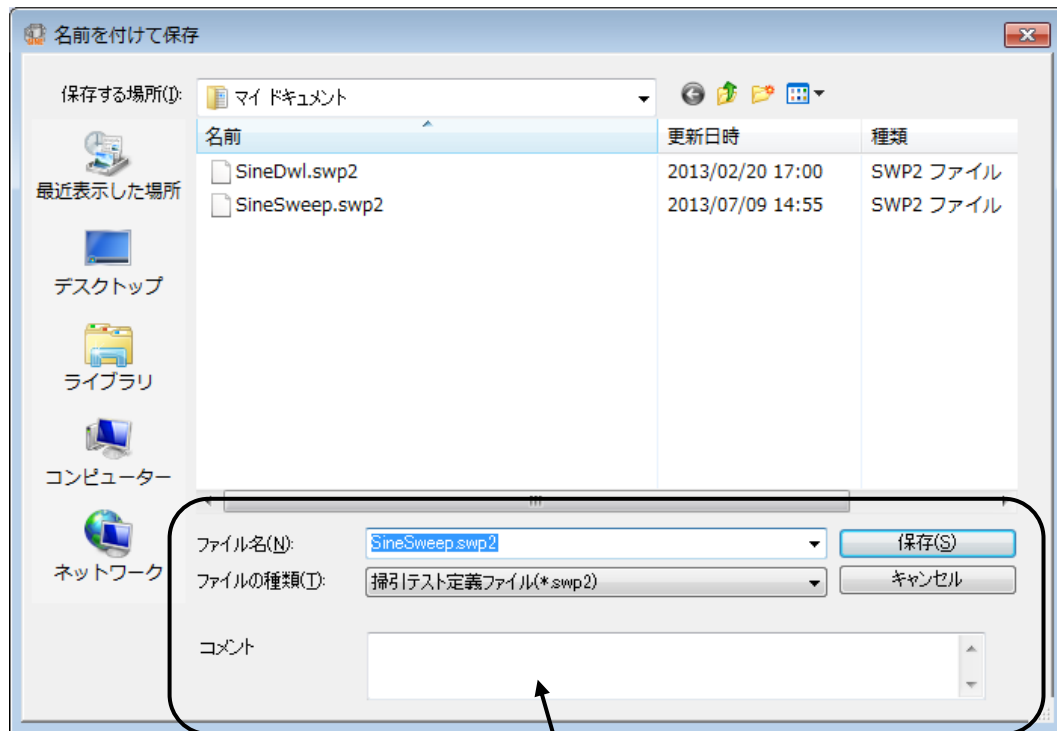 名前を付けて保存
保存する場所(I):
マイ ドキュメント
名前 更新日時 種類
SineDwl.swp2 2013/02/20 17:00 SWP2 ファイル
SineSweep.swp2 2013/07/09 14:55 SWP2 ファイル
最近表示した場所
デスクトップ
ライブラリ
コンピューター
ネットワーク
ファイル名(N): SineSweep.swp2 保存(S)
ファイルの種類(T): 掃引テスト定義ファイル(*.swp2) キャンセル
コメント